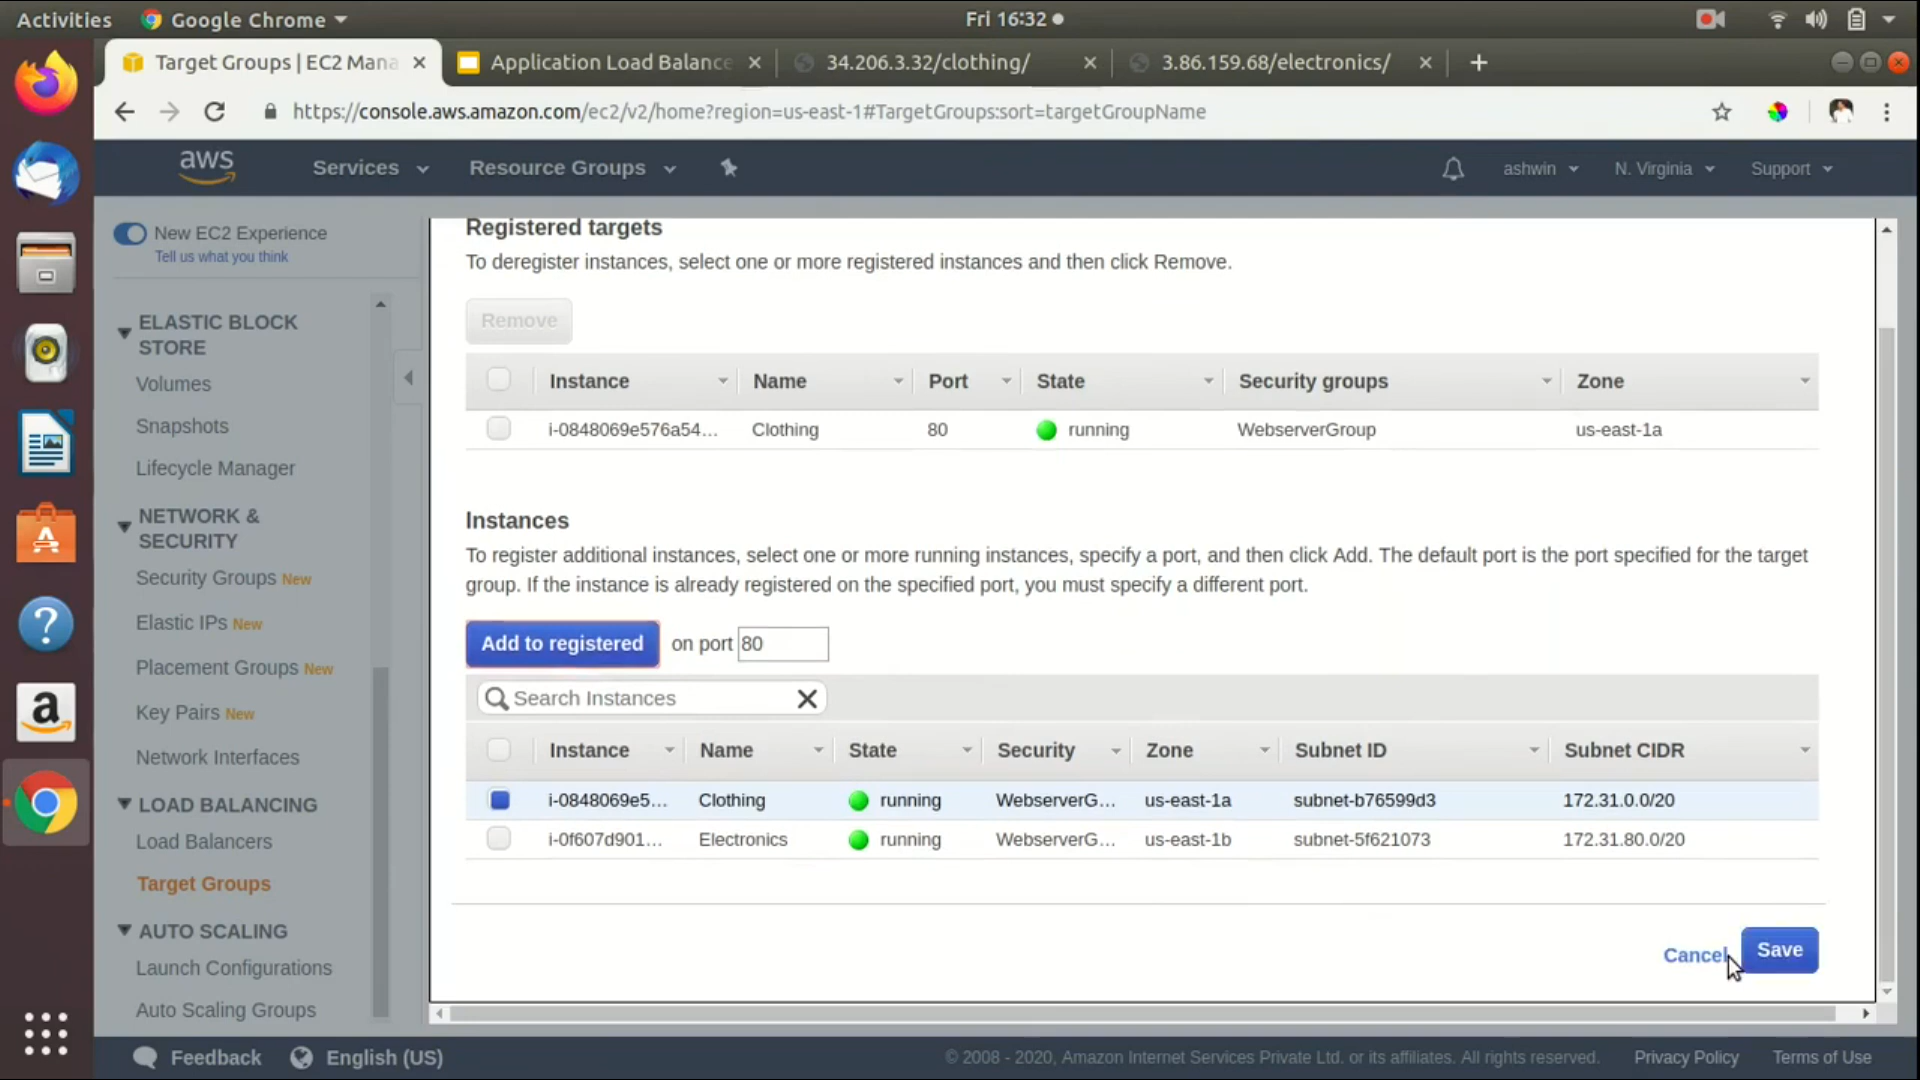 Activities
Google Chrome
Fri 16:32
Target Groups | EC2 Mana
Application Load Balance
34.206.3.32/clothing/
3.86.159.68/electronics/
https://console.aws.amazon.com/ec2/v2/home?region=us-east-1#TargetGroups:sort=targetGroupName
aws
Services
Resource Groups
ashwin
N. Virginia
Support
New EC2 Experience
Tell us what you think
ELASTIC BLOCK
STORE
Volumes
Snapshots
Lifecycle Manager
NETWORK &
SECURITY
Security Groups New
Elastic IPs New
Placement Groups New
Key Pairs New
Network Interfaces
LOAD BALANCING
Load Balancers
Target Groups
AUTO SCALING
Launch Configurations
Auto Scaling Groups
Registered targets
To deregister instances, select one or more registered instances and then click Remove.
Remove
Instance Name Port State Security groups Zone
i-0848069e576a54... Clothing 80 running WebserverGroup us-east-1a
Instances
To register additional instances, select one or more running instances, specify a port, and then click Add. The default port is the port specified for the target
group. If the instance is already registered on the specified port, you must specify a different port.
Add to registered on port 80
Search Instances
Instance Name State Security Zone Subnet ID Subnet CIDR
i-0848069e5... Clothing running WebserverG... us-east-1a subnet-b76599d3 172.31.0.0/20
i-0f607d901... Electronics running WebserverG... us-east-1b subnet-5f621073 172.31.80.0/20
Cancel Save
Feedback
English (US)
© 2008 - 2020, Amazon Internet Services Private Ltd. or its affiliates. All rights reserved.
Privacy Policy
Terms of Use